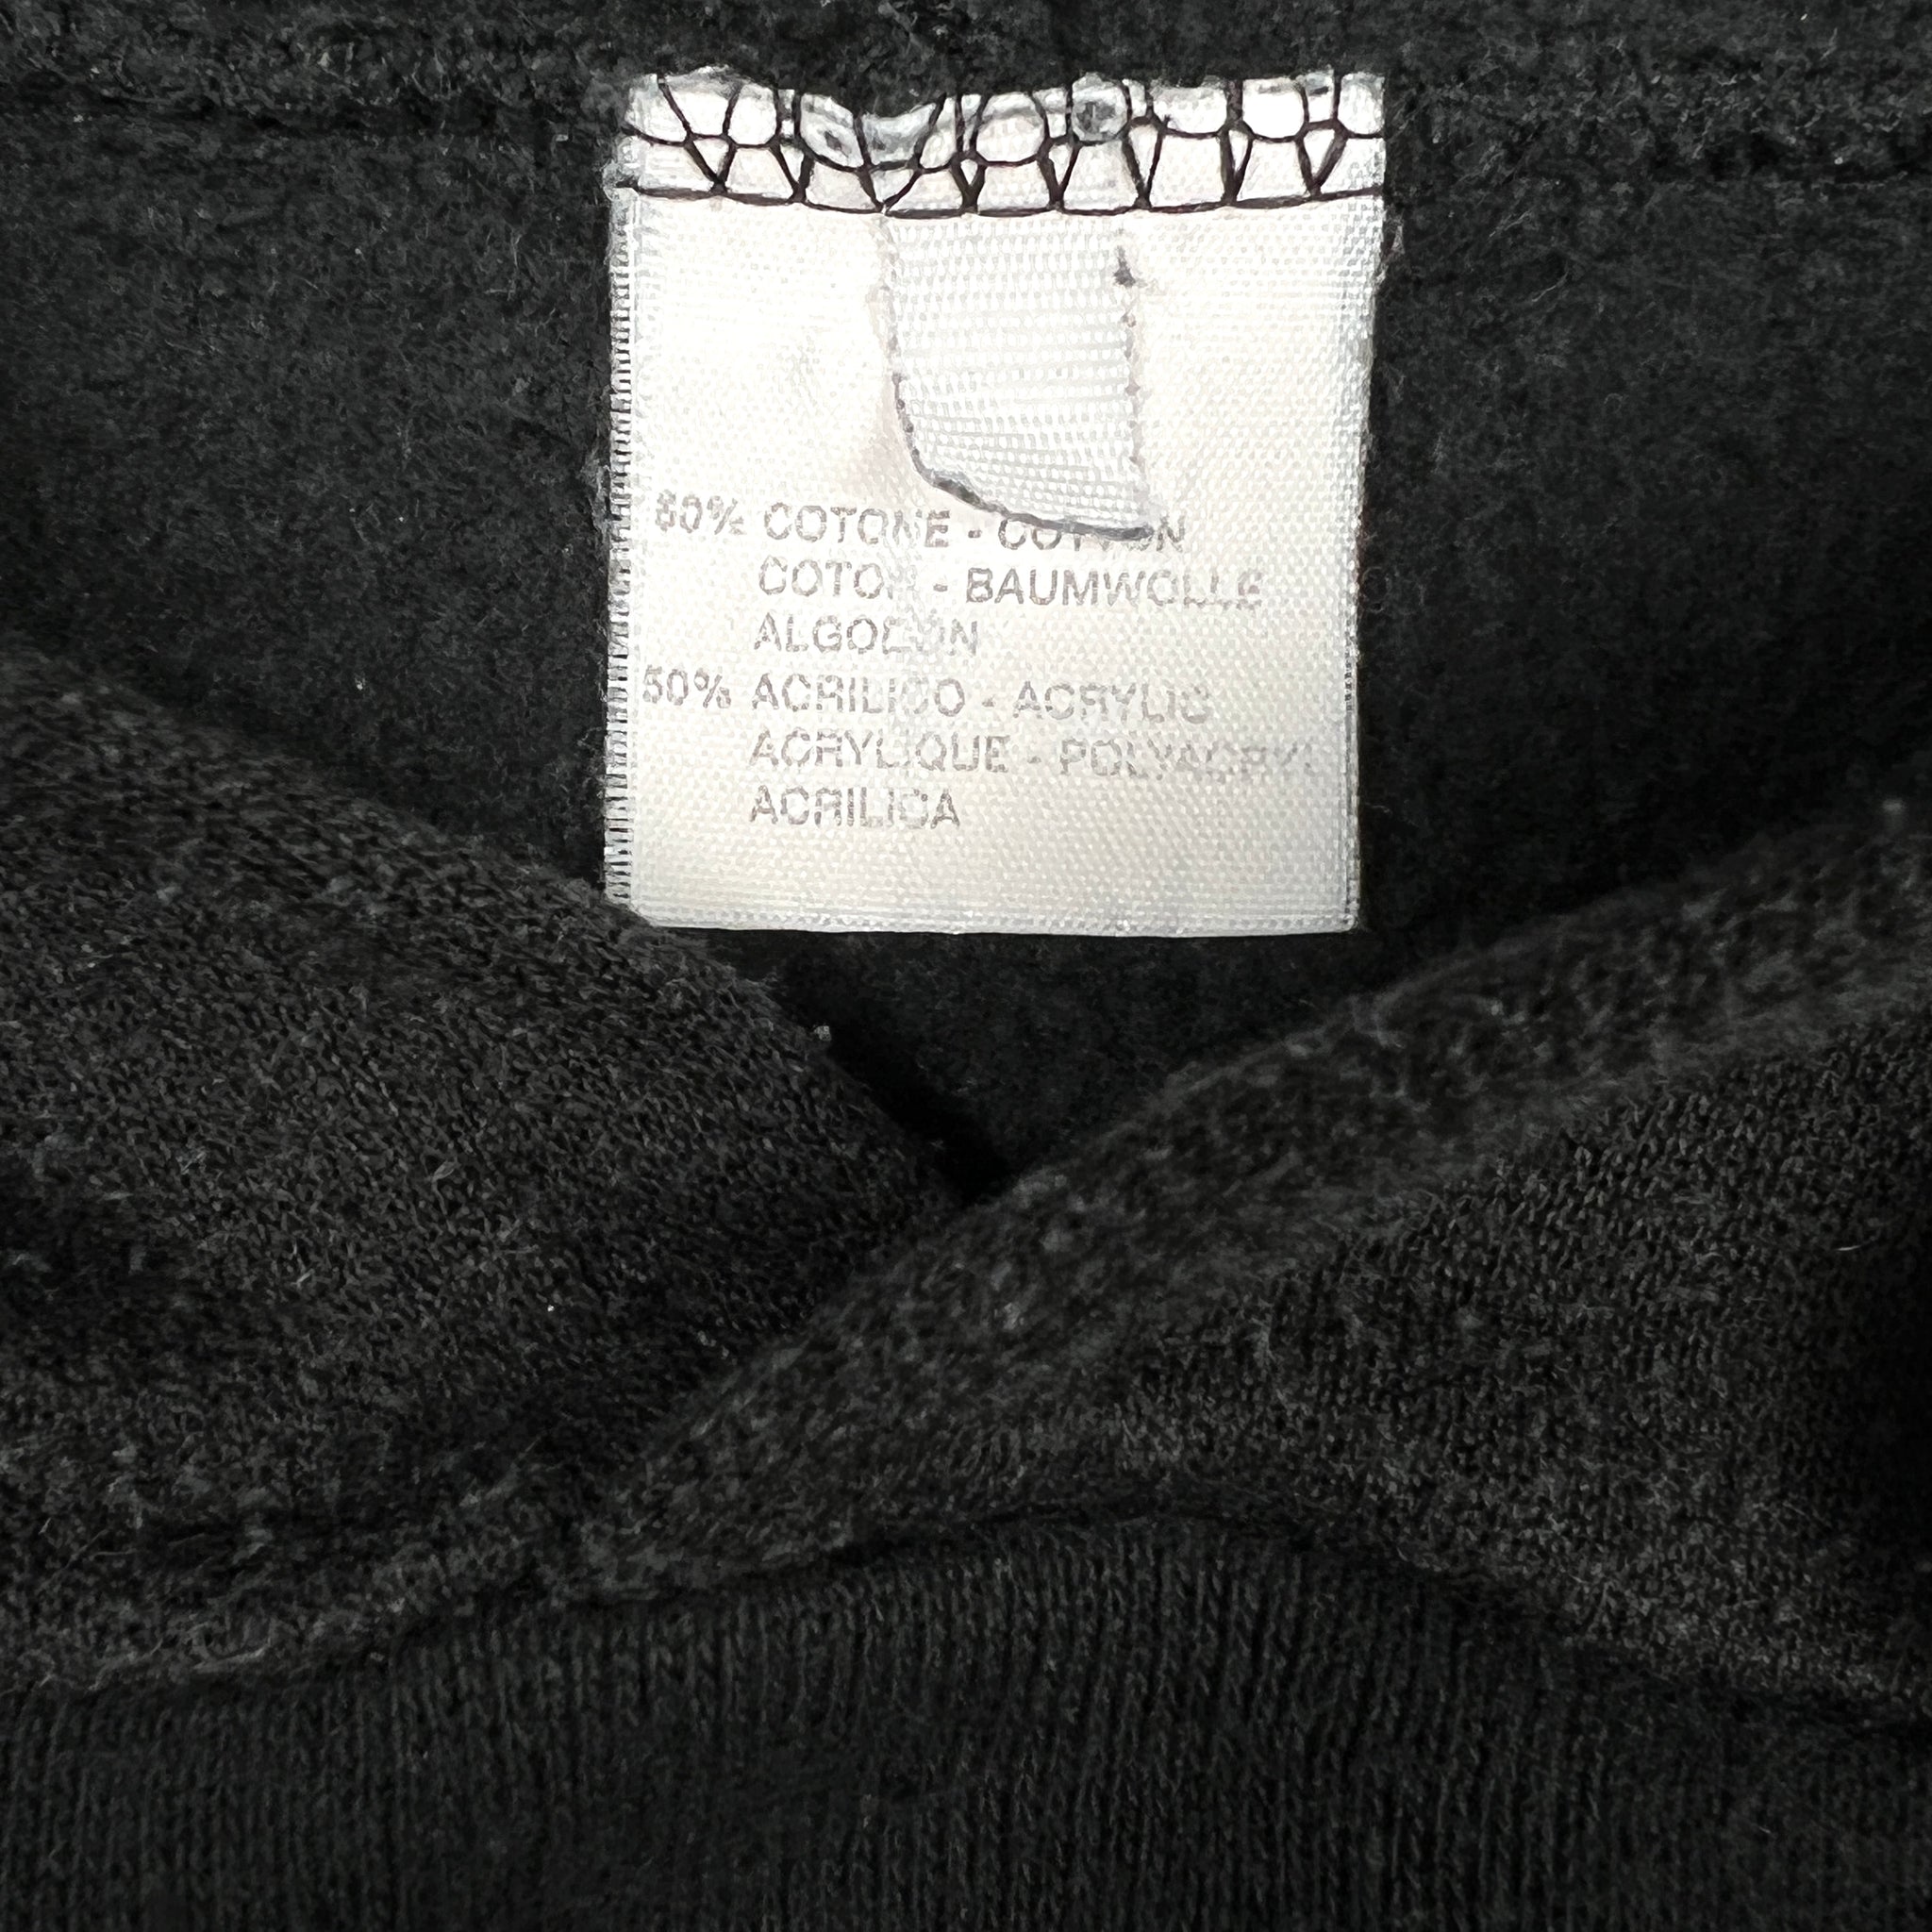 50% COTONE - COTTON
COTON - BAUMWOLLE
ALGODÓN
50% ACRILICO - ACRYLIC
ACRYLIQUE - POLYACRYL
ACRILICA